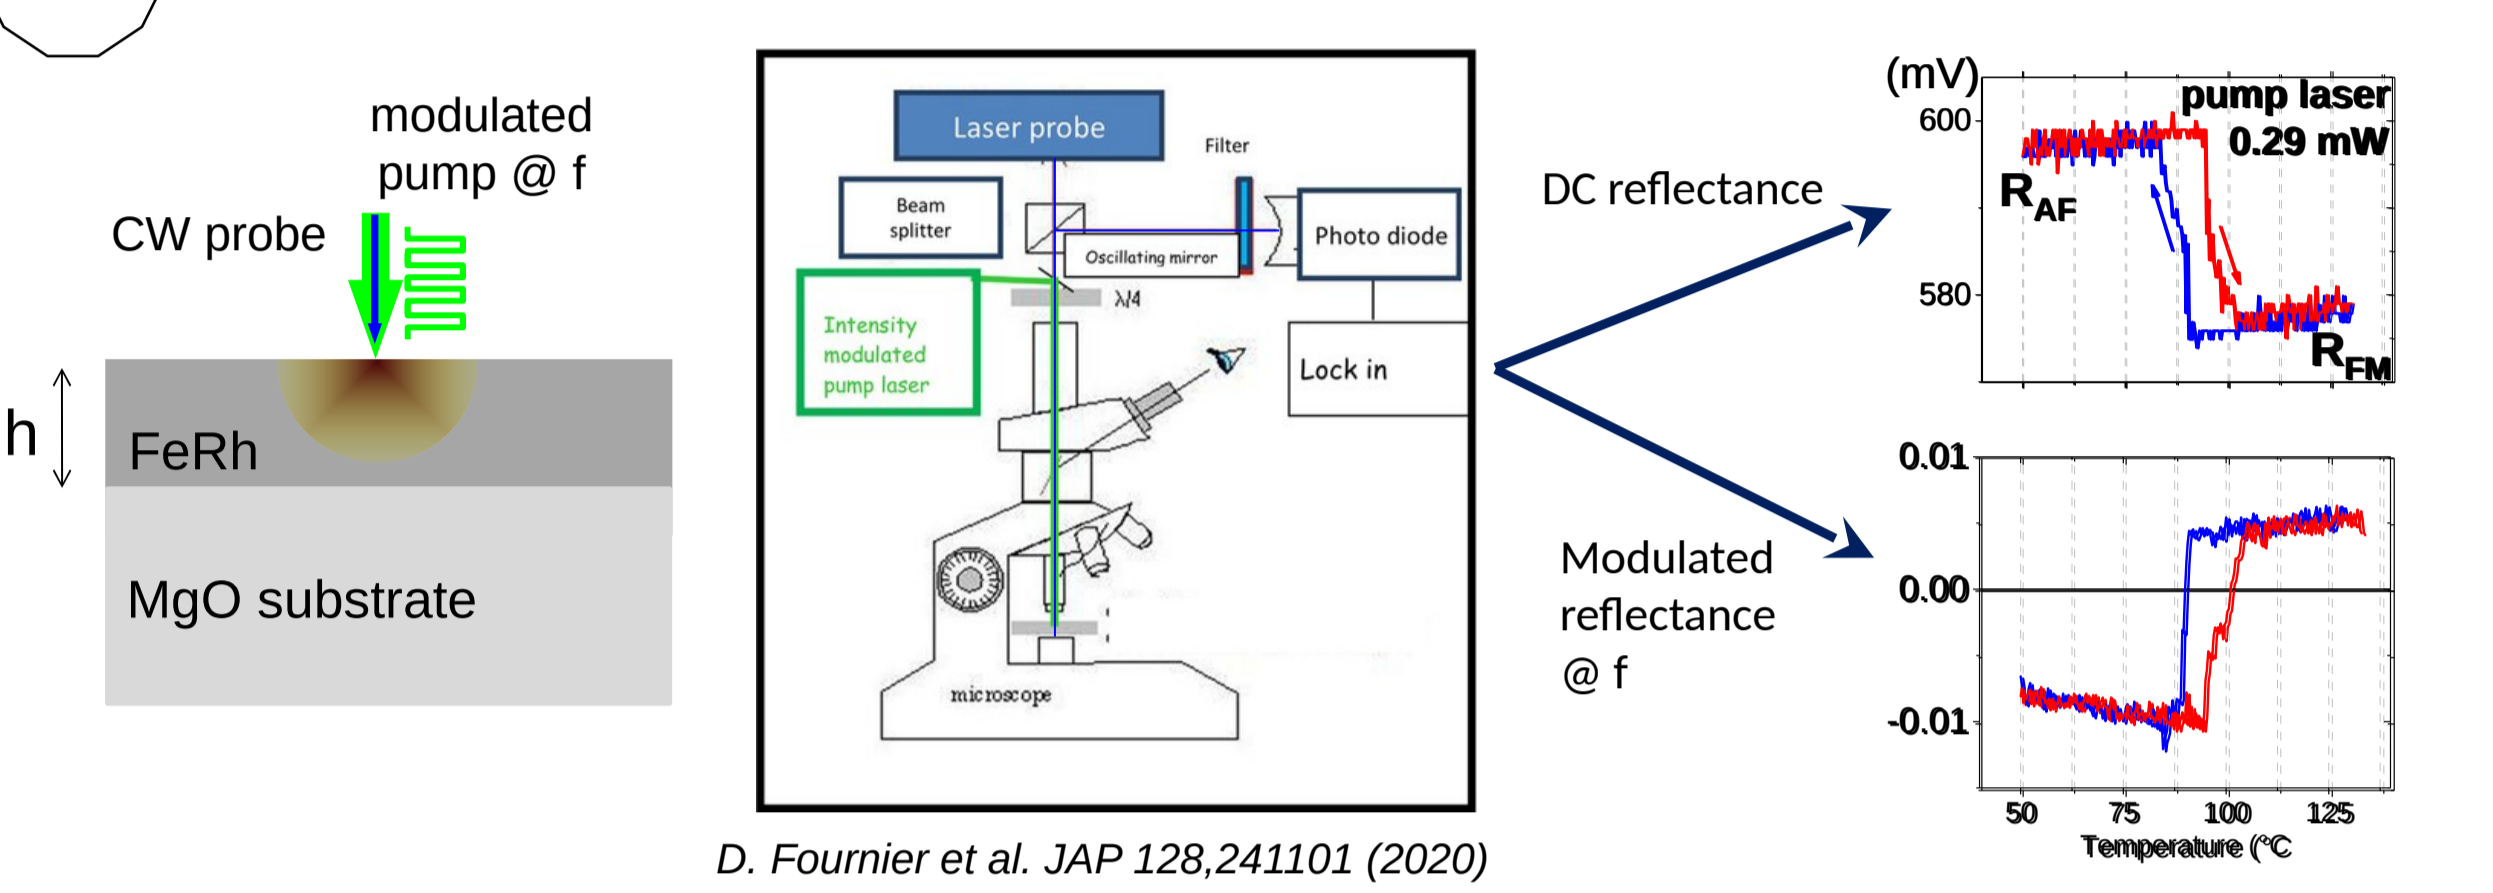 modulated
pump @ f
CW probe
h
FeRh
MgO substrate
Laser probe
Filter
Beam
splitter
Photo diode
Oscillating mirror
λ/4
Intensity
modulated
pump laser
Lock in
microscope
D. Fournier et al. JAP 128,241101 (2020)
DC reflectance
Modulated
reflectance
@ f
(mV)
pump laser
0.29 mW
600
R_AF
580
R_FM
0.01
0.00
-0.01
50 75 100 125
Temperature (°C